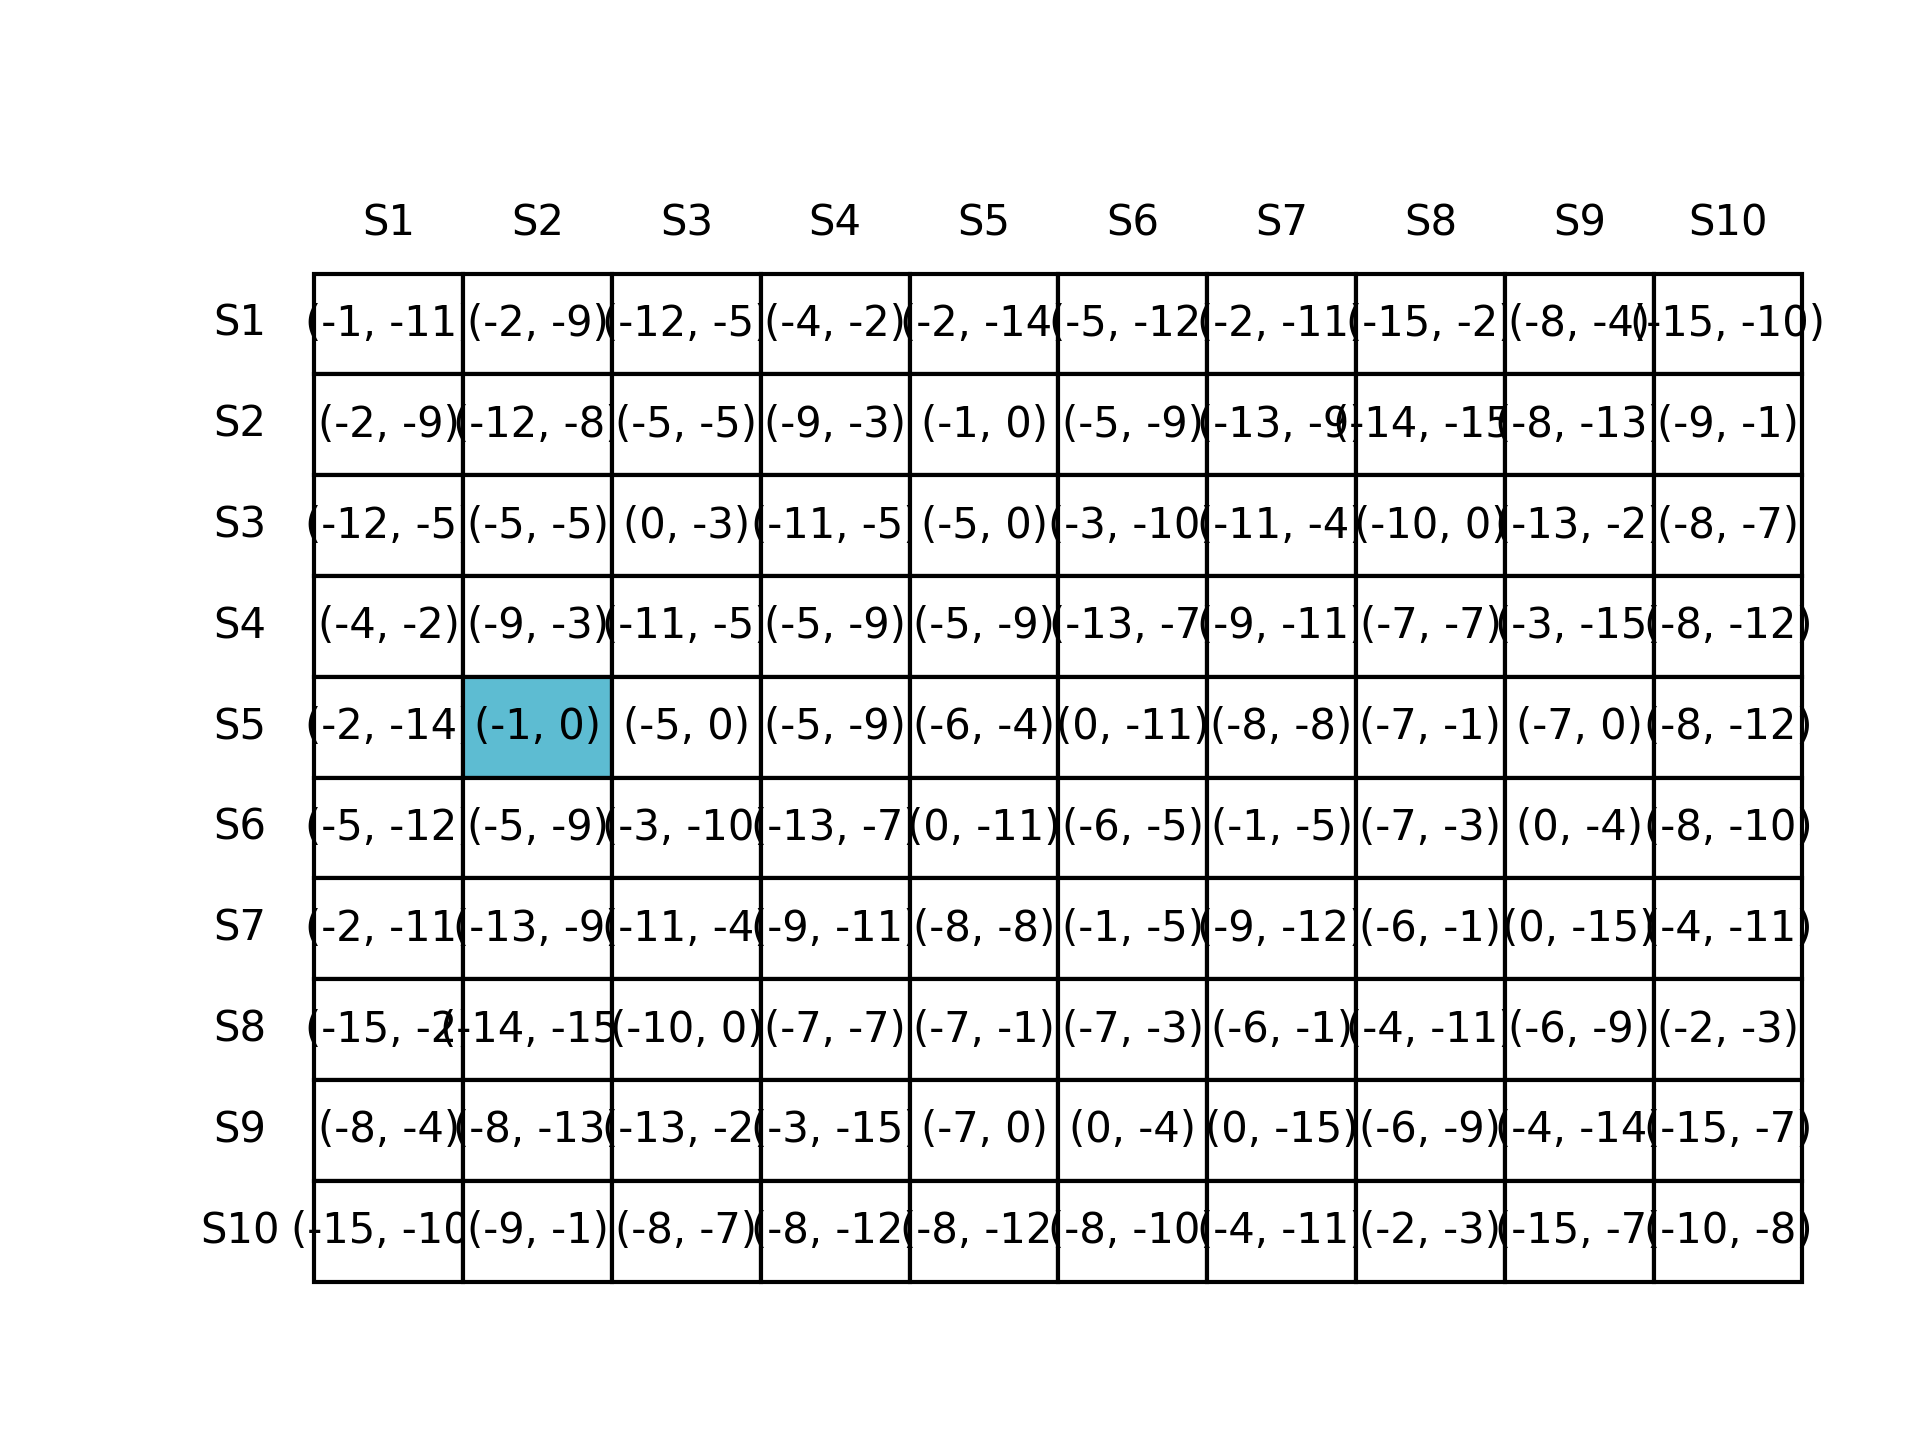 S1 S2 S3 S4 S5 S6 S7 S8 S9 S10
S1 (-1, -11) (-2, -9) (-12, -5) (-4, -2) (-2, -14) (-5, -12) (-2, -11) (-15, -2) (-8, -4) (-15, -10)
S2 (-2, -9) (-12, -8) (-5, -5) (-9, -3) (-1, 0) (-5, -9) (-13, -9) (-14, -15) (-8, -13) (-9, -1)
S3 (-12, -5) (-5, -5) (0, -3) (-11, -5) (-5, 0) (-3, -10) (-11, -4) (-10, 0) (-13, -2) (-8, -7)
S4 (-4, -2) (-9, -3) (-11, -5) (-5, -9) (-5, -9) (-13, -7) (-9, -11) (-7, -7) (-3, -15) (-8, -12)
S5 (-2, -14) (-1, 0) (-5, 0) (-5, -9) (-6, -4) (0, -11) (-8, -8) (-7, -1) (-7, 0) (-8, -12)
S6 (-5, -12) (-5, -9) (-3, -10) (-13, -7) (0, -11) (-6, -5) (-1, -5) (-7, -3) (0, -4) (-8, -10)
S7 (-2, -11) (-13, -9) (-11, -4) (-9, -11) (-8, -8) (-1, -5) (-9, -12) (-6, -1) (0, -15) (-4, -11)
S8 (-15, -2) (-14, -15) (-10, 0) (-7, -7) (-7, -1) (-7, -3) (-6, -1) (-4, -11) (-6, -9) (-2, -3)
S9 (-8, -4) (-8, -13) (-13, -2) (-3, -15) (-7, 0) (0, -4) (0, -15) (-6, -9) (-4, -14) (-15, -7)
S10 (-15, -10) (-9, -1) (-8, -7) (-8, -12) (-8, -12) (-8, -10) (-4, -11) (-2, -3) (-15, -7) (-10, -8)